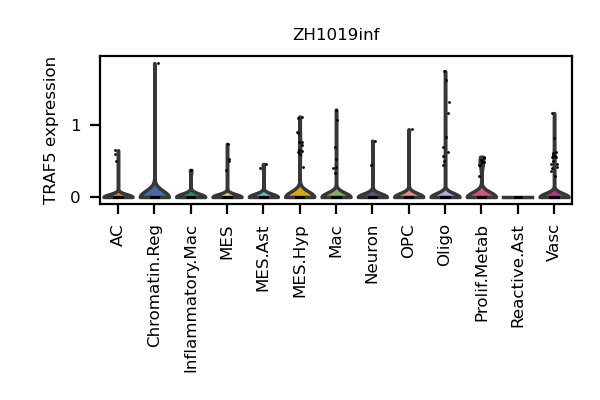 ZH1019inf
TRAF5 expression
1
0
AC
Chromatin.Reg
Inflammatory.Mac
MES
MES.Ast
MES.Hyp
Mac
Neuron
OPC
Oligo
Prolif.Metab
Reactive.Ast
Vasc